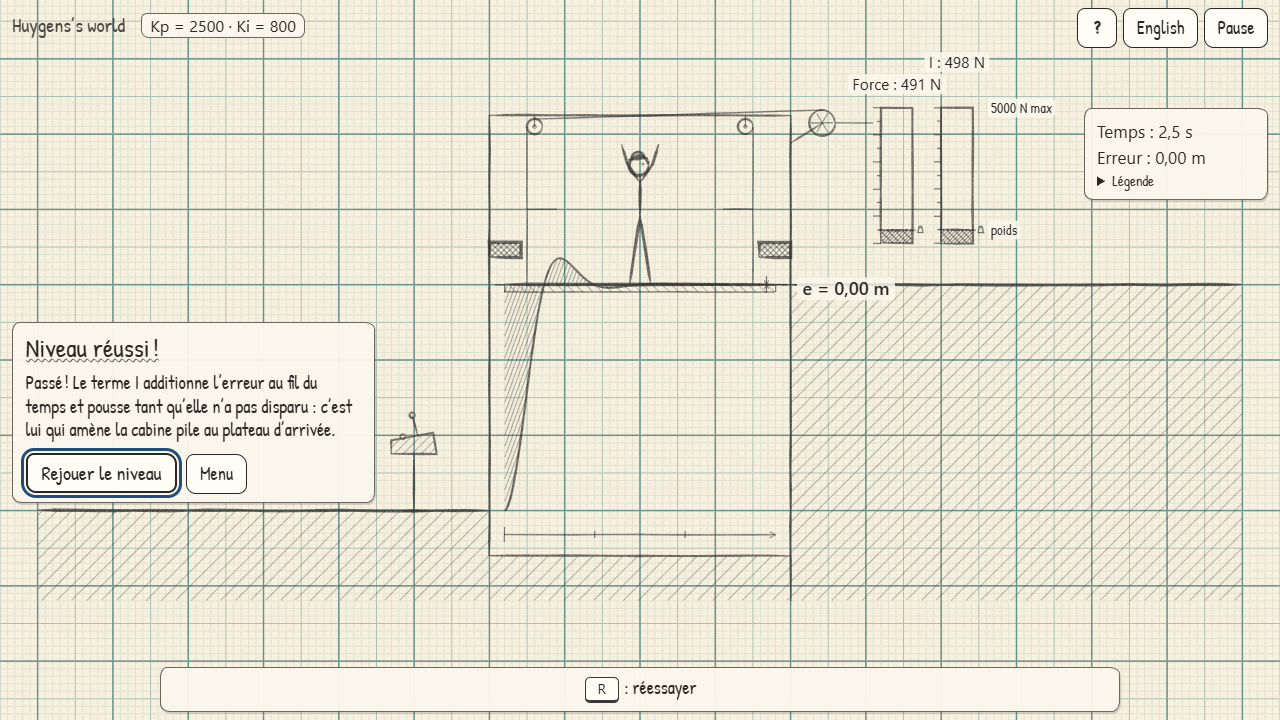 Huygens's world
Kp = 2500 · Ki = 800
?
English
Pause
I : 498 N
Force : 491 N
5000 N max
Temps : 2,5 s
Erreur : 0,00 m
▶ Légende
poids
e = 0,00 m
Niveau réussi !
Passé ! Le terme I additionne l'erreur au fil du
temps et pousse tant qu'elle n'a pas disparu : c'est
lui qui amène la cabine pile au plateau d'arrivée.
Rejouer le niveau
Menu
R : réessayer